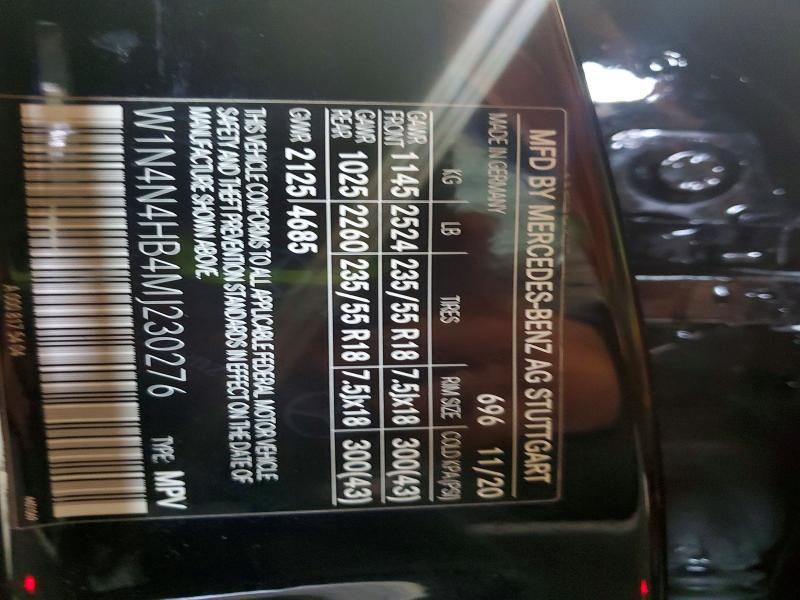 MFD BY MERCEDES-BENZ AG STUTTGART
MADE IN GERMANY 696 11/20
KG LB TIRES RIM SIZE COLD KPA(PSI)
GAWR FRONT 1145 2524 235/55 R18 7.5Jx18 300(43)
GAWR REAR 1025 2260 235/55 R18 7.5Jx18 300(43)
GVWR 2125 4685
THIS VEHICLE CONFORMS TO ALL APPLICABLE FEDERAL MOTOR VEHICLE
SAFETY AND THEFT PREVENTION STANDARDS IN EFFECT ON THE DATE OF
MANUFACTURE SHOWN ABOVE.
W1N4N4HB4MJ230276 TYPE: MPV